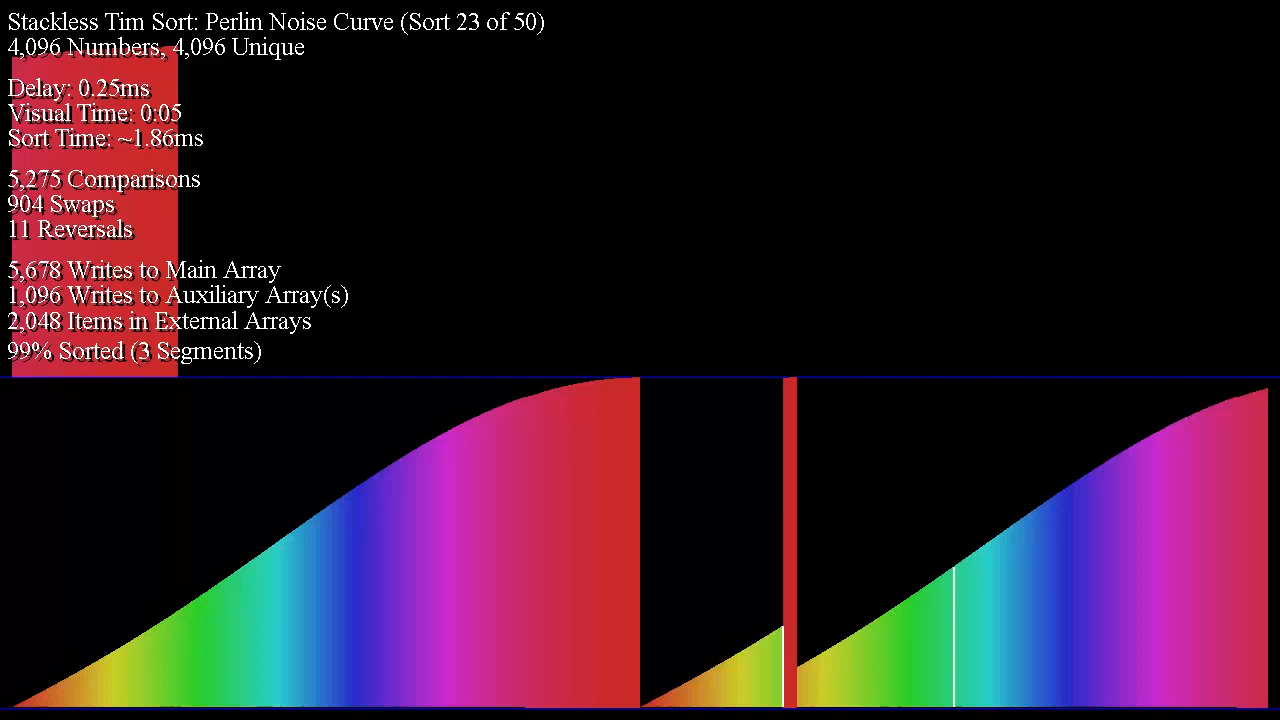 Stackless Tim Sort: Perlin Noise Curve (Sort 23 of 50)
4,096 Numbers, 4,096 Unique
Delay: 0.25ms
Visual Time: 0:05
Sort Time: ~1.86ms
5,275 Comparisons
904 Swaps
11 Reversals
5,678 Writes to Main Array
1,096 Writes to Auxiliary Array(s)
2,048 Items in External Arrays
99% Sorted (3 Segments)